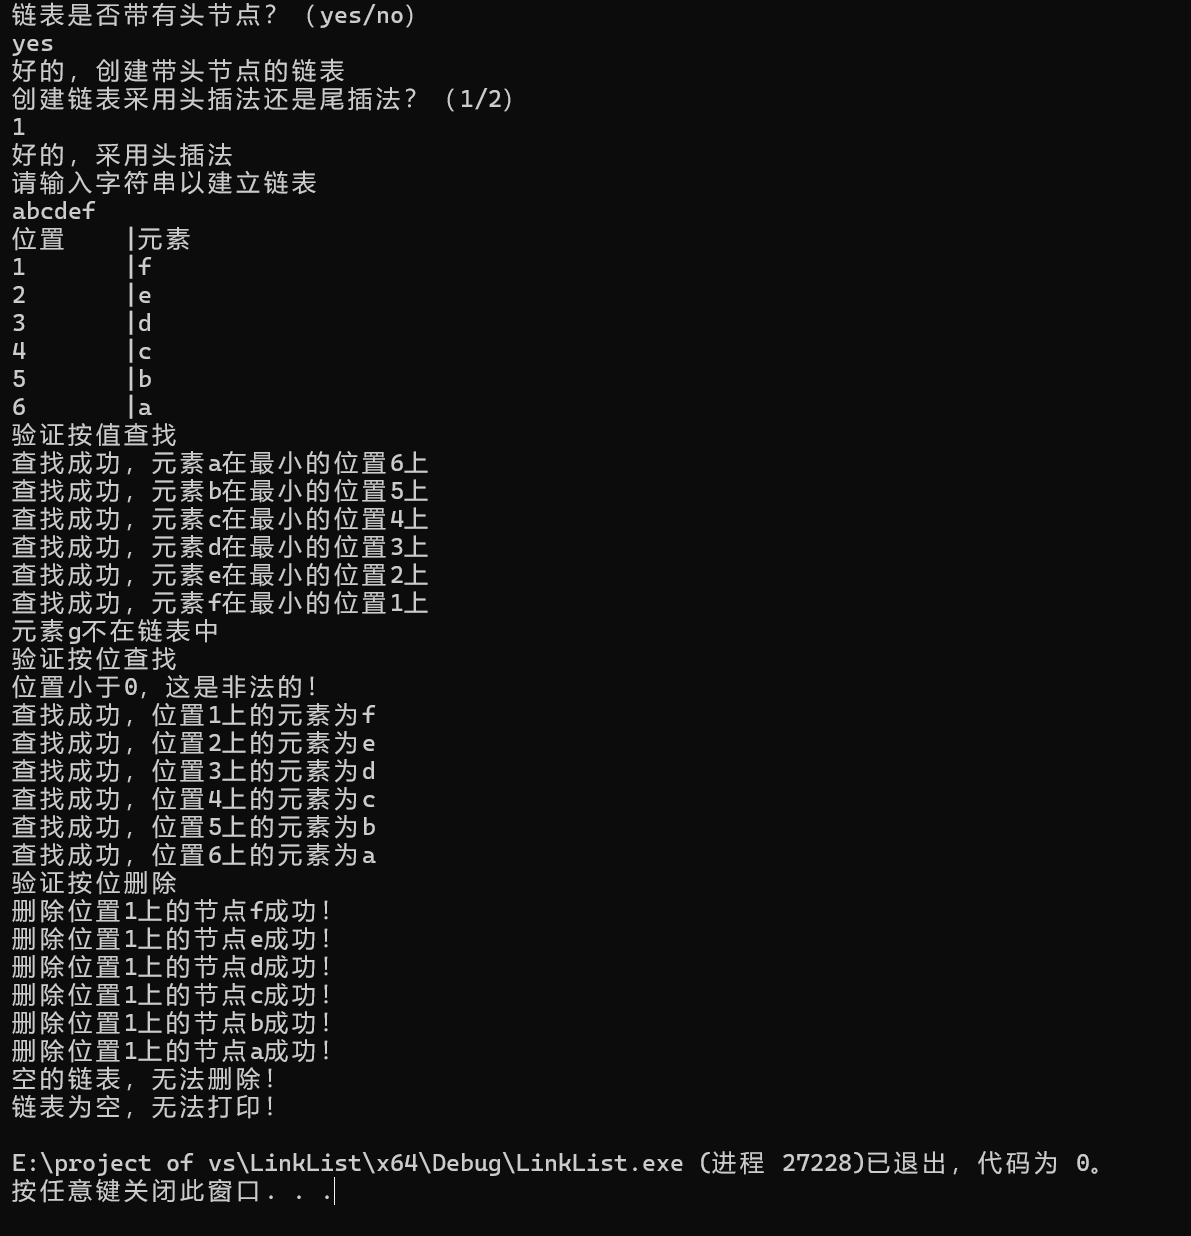 链表是否带有头节点？（yes/no）
yes
好的，创建带头节点的链表
创建链表采用头插法还是尾插法？（1/2）
1
好的，采用头插法
请输入字符串以建立链表
abcdef
位置    |元素
1       |f
2       |e
3       |d
4       |c
5       |b
6       |a
验证按值查找
查找成功，元素a在最小的位置6上
查找成功，元素b在最小的位置5上
查找成功，元素c在最小的位置4上
查找成功，元素d在最小的位置3上
查找成功，元素e在最小的位置2上
查找成功，元素f在最小的位置1上
元素g不在链表中
验证按位查找
位置小于0，这是非法的！
查找成功，位置1上的元素为f
查找成功，位置2上的元素为e
查找成功，位置3上的元素为d
查找成功，位置4上的元素为c
查找成功，位置5上的元素为b
查找成功，位置6上的元素为a
验证按位删除
删除位置1上的节点f成功！
删除位置1上的节点e成功！
删除位置1上的节点d成功！
删除位置1上的节点c成功！
删除位置1上的节点b成功！
删除位置1上的节点a成功！
空的链表，无法删除！
链表为空，无法打印！
E:\project of vs\LinkList\x64\Debug\LinkList.exe (进程 27228)已退出，代码为 0。
按任意键关闭此窗口. . .